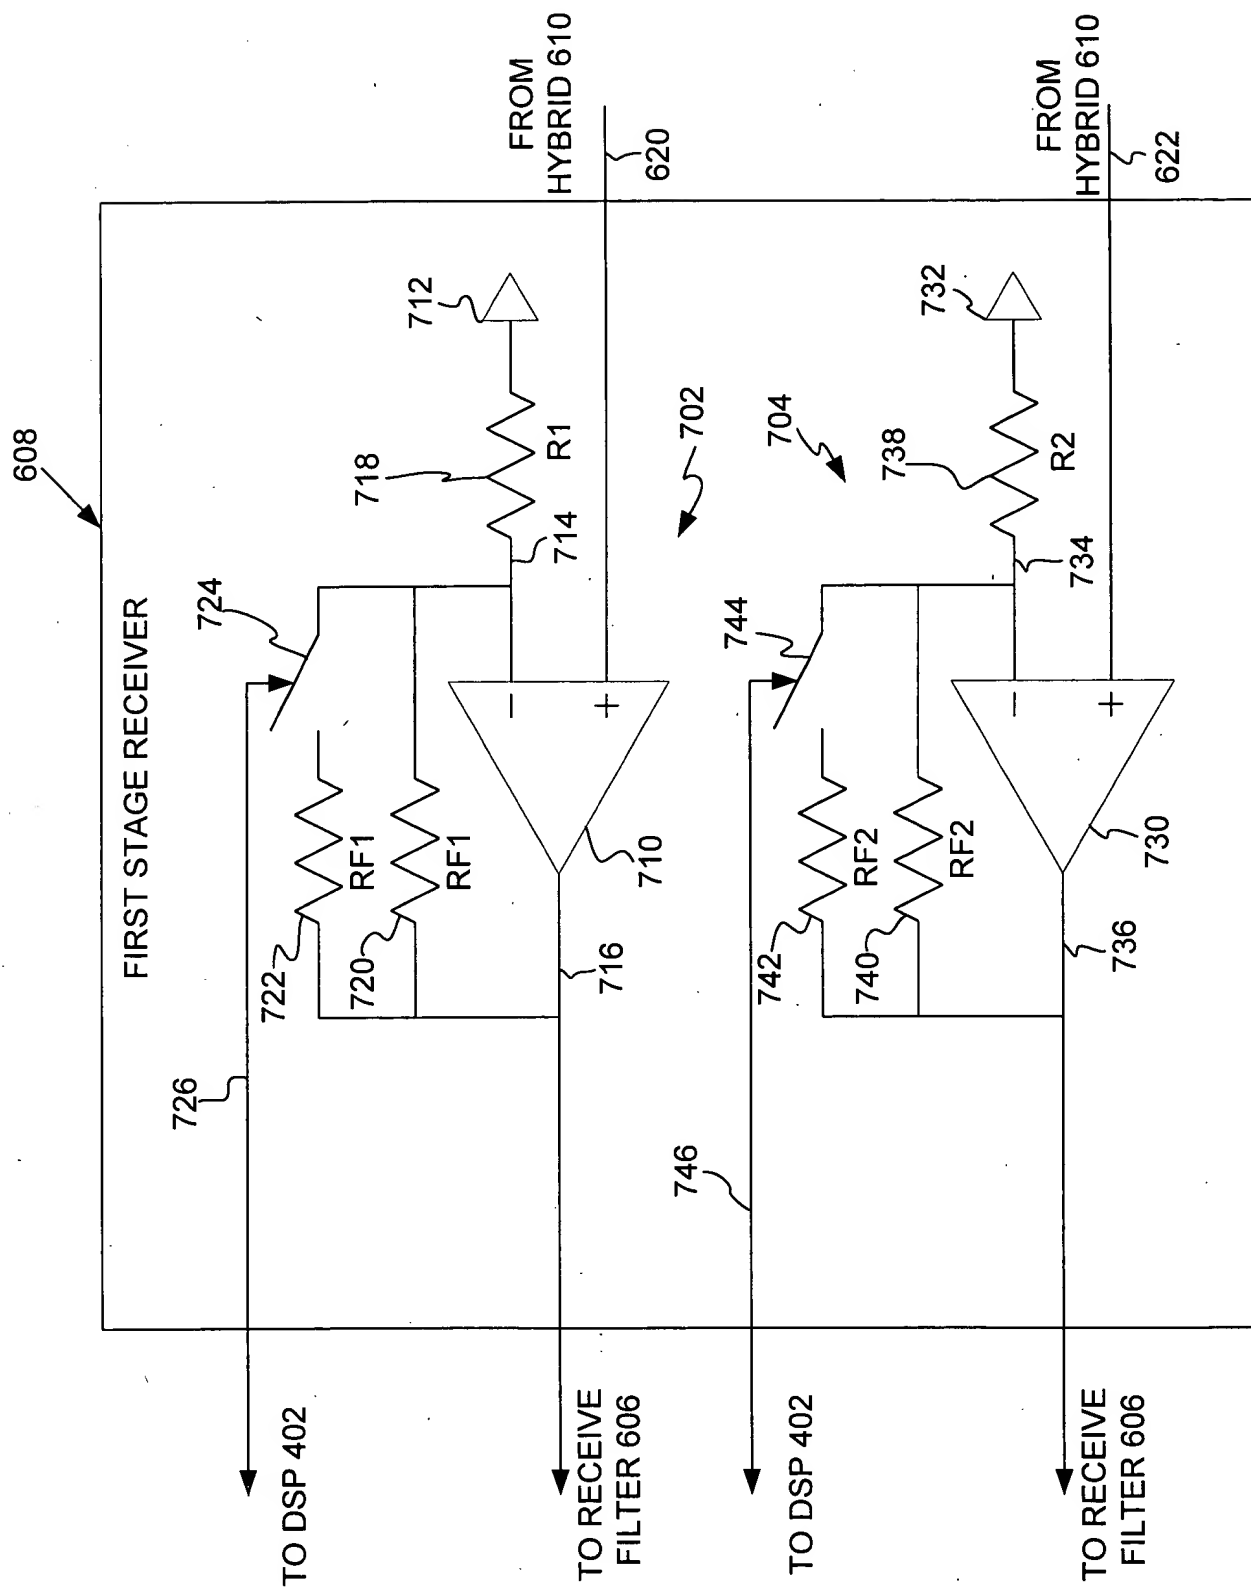 FIRST STAGE RECEIVER
608
TO DSP 402
726
724
722
RF1
720
RF1
718
R1
712
714
FROM
HYBRID 610
620
710
716
TO RECEIVE
FILTER 606
702
704
TO DSP 402
746
744
742
RF2
740
RF2
738
R2
732
734
FROM
HYBRID 610
622
730
736
TO RECEIVE
FILTER 606